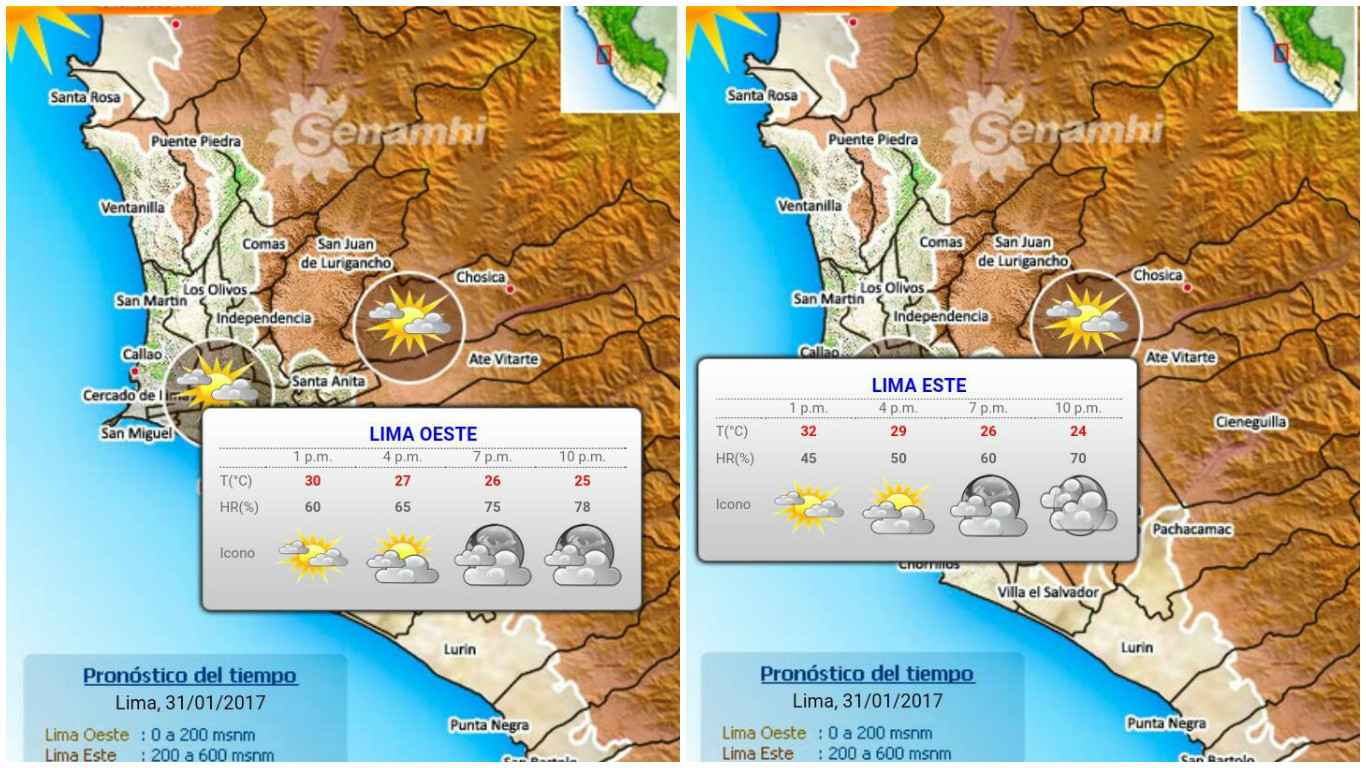 Santa Rosa
Senamhi
Puente Piedra
Ventanilla
Comas
San Juan
de Lurigancho
Chosica
Los Olivos
San Martin
Independencia
Callao
Ate Vitarte
Santa Anita
Cercado de Lima
San Miguel
LIMA OESTE
1 p.m. 4 p.m. 7 p.m. 10 p.m.
T(°C) 30 27 26 25
HR(%) 60 65 75 78
Icono
Lurin
Pronóstico del tiempo
Lima, 31/01/2017
Punta Negra
Lima Oeste : 0 a 200 msnm
Lima Este : 200 a 600 msnm
San Bartolo
Santa Rosa
Senamhi
Puente Piedra
Ventanilla
Comas
San Juan
de Lurigancho
Chosica
Los Olivos
San Martin
Independencia
Callao
Ate Vitarte
LIMA ESTE
1 p.m. 4 p.m. 7 p.m. 10 p.m.
T(°C) 32 29 26 24
HR(%) 45 50 60 70
Icono
Cieneguilla
Pachacamac
Chorrillos
Villa el Salvador
Lurin
Pronóstico del tiempo
Lima, 31/01/2017
Punta Negra
Lima Oeste : 0 a 200 msnm
Lima Este : 200 a 600 msnm
San Bartolo